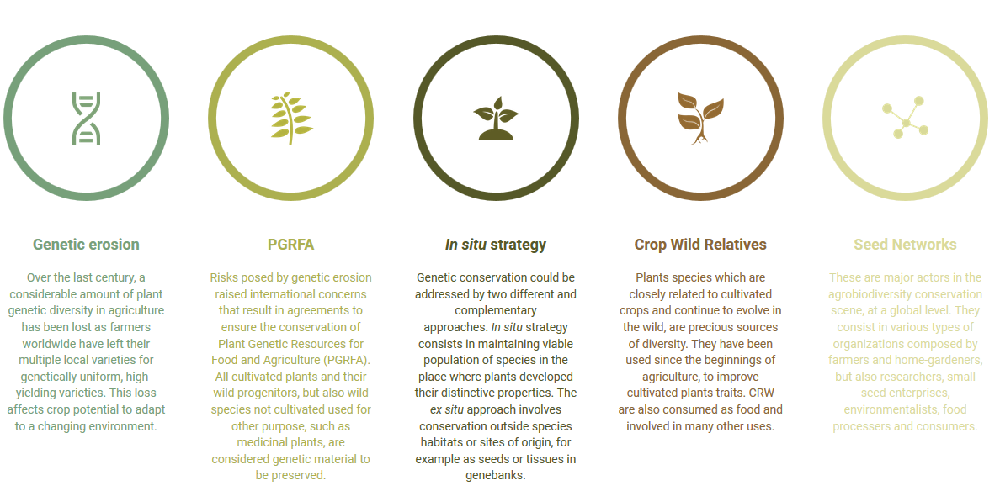 Genetic erosion
Over the last century, a
considerable amount of plant
genetic diversity in agriculture
has been lost as farmers
worldwide have left their
multiple local varieties for
genetically uniform, high-
yielding varieties. This loss
affects crop potential to adapt
to a changing environment.
PGRFA
Risks posed by genetic erosion
raised international concerns
that result in agreements to
ensure the conservation of
Plant Genetic Resources for
Food and Agriculture (PGRFA).
All cultivated plants and their
wild progenitors, but also wild
species not cultivated used for
other purpose, such as
medicinal plants, are
considered genetic material to
be preserved.
In situ strategy
Genetic conservation could be
addressed by two different and
complementary
approaches. In situ strategy
consists in maintaining viable
population of species in the
place where plants developed
their distinctive properties. The
ex situ approach involves
conservation outside species
habitats or sites of origin, for
example as seeds or tissues in
genebanks.
Crop Wild Relatives
Plants species which are
closely related to cultivated
crops and continue to evolve in
the wild, are precious sources
of diversity. They have been
used since the beginnings of
agriculture, to improve
cultivated plants traits. CRW
are also consumed as food and
involved in many other uses.
Seed Networks
These are major actors in the
agrobiodiversity conservation
scene, at a global level. They
consist in various types of
organizations composed by
farmers and home-gardeners,
but also researchers, small
seed enterprises,
environmentalists, food
processers and consumers.